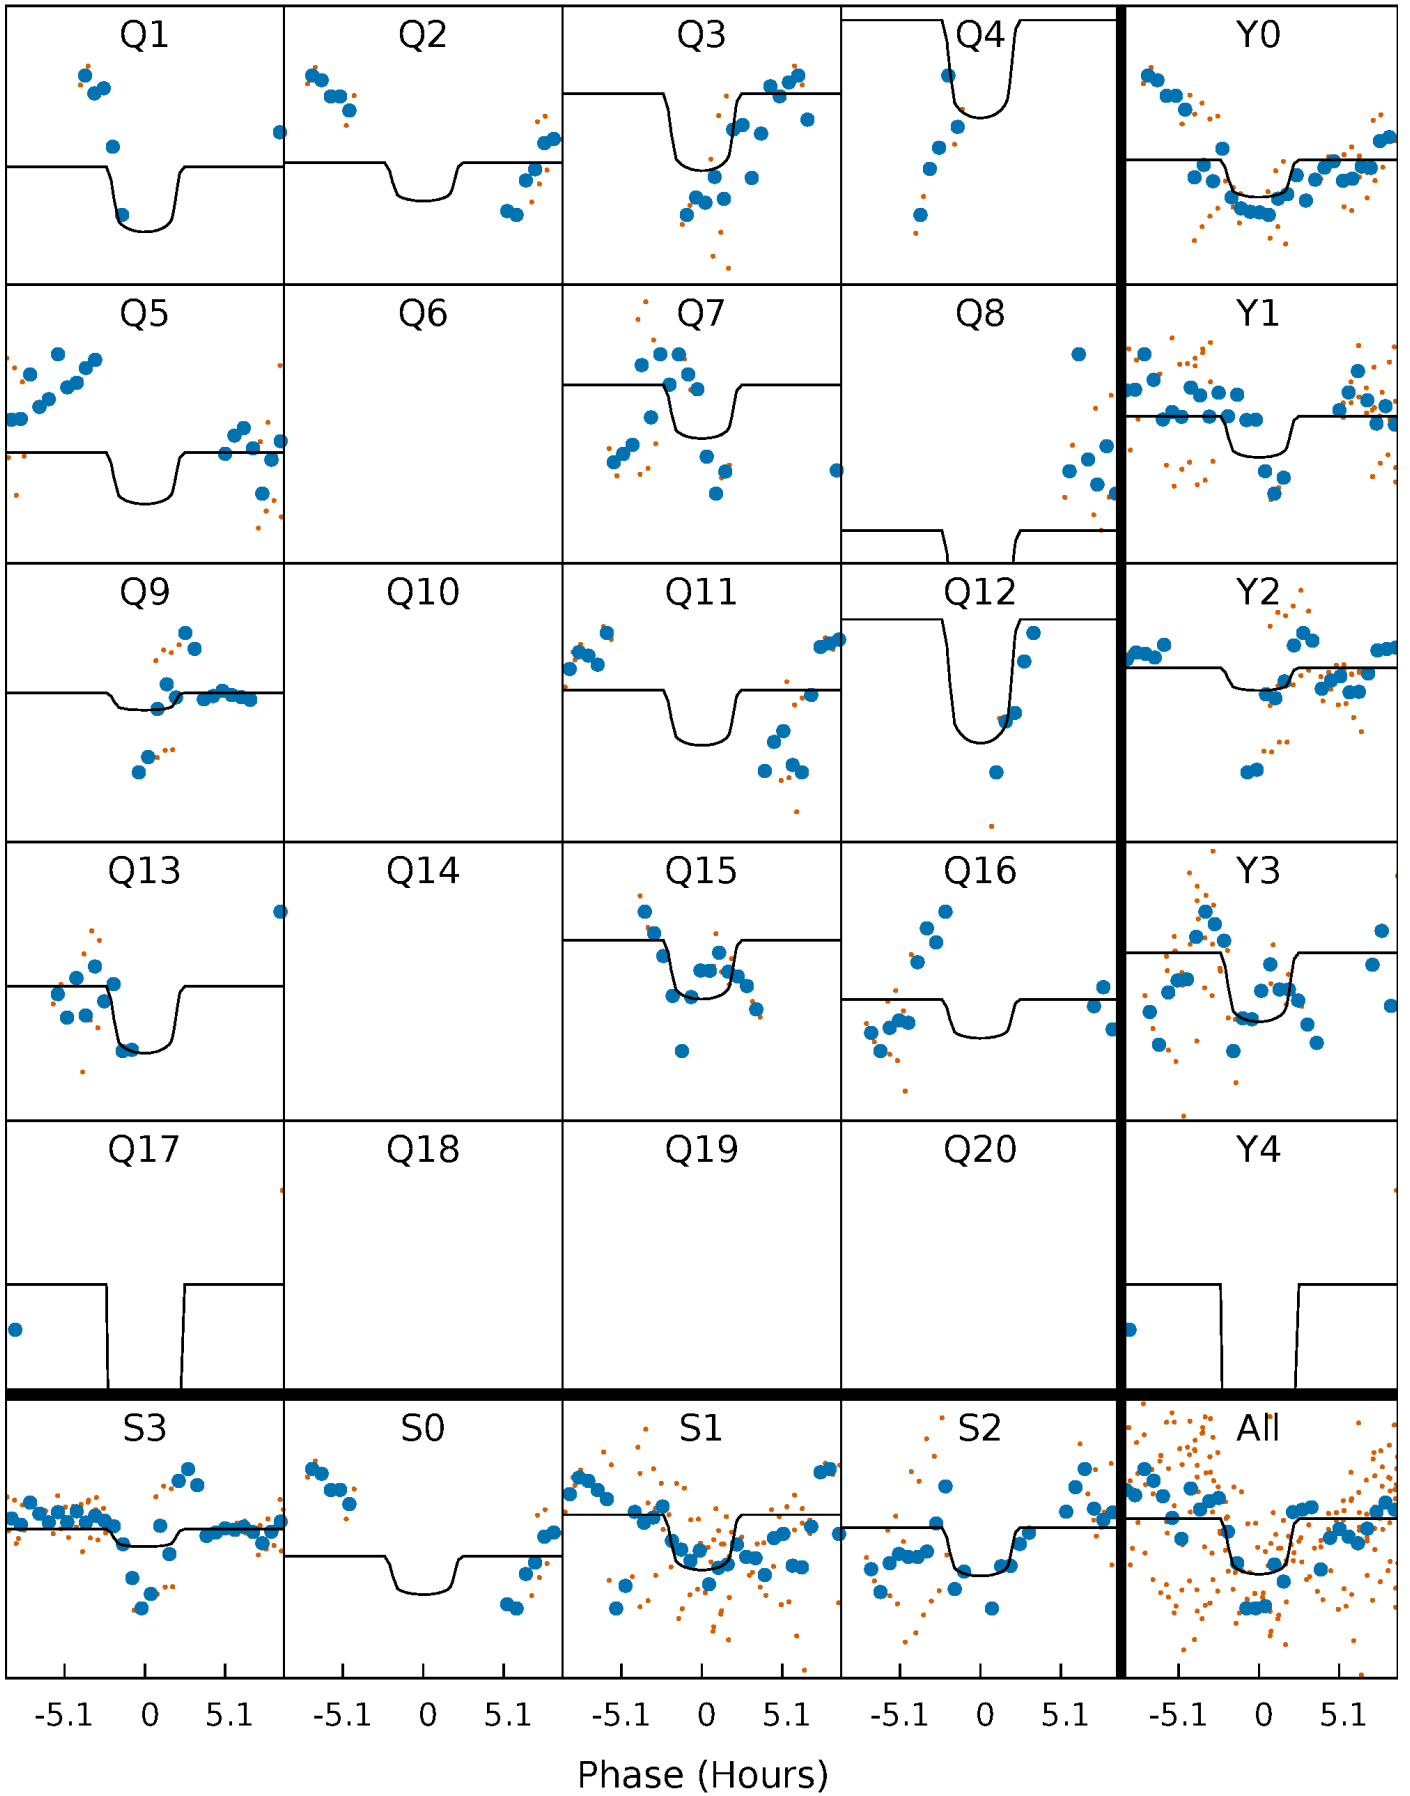 Q1 Q2 Q3 Q4 Y0
Q5 Q6 Q7 Q8 Y1
Q9 Q10 Q11 Q12 Y2
Q13 Q14 Q15 Q16 Y3
Q17 Q18 Q19 Q20 Y4
S3 S0 S1 S2 All
-5.1 0 5.1 -5.1 0 5.1 -5.1 0 5.1 -5.1 0 5.1 -5.1 0 5.1
Phase (Hours)